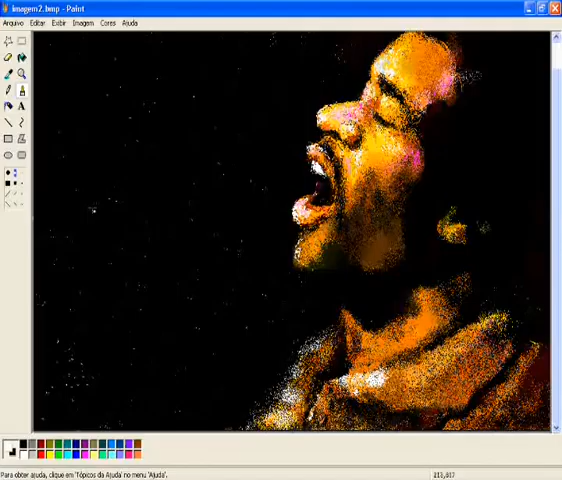 imagem2.bmp - Paint
Arquivo Editar Exibir Imagem Cores Ajuda
A
Para obter ajuda, clique em 'Tópicos da Ajuda' no menu 'Ajuda'.